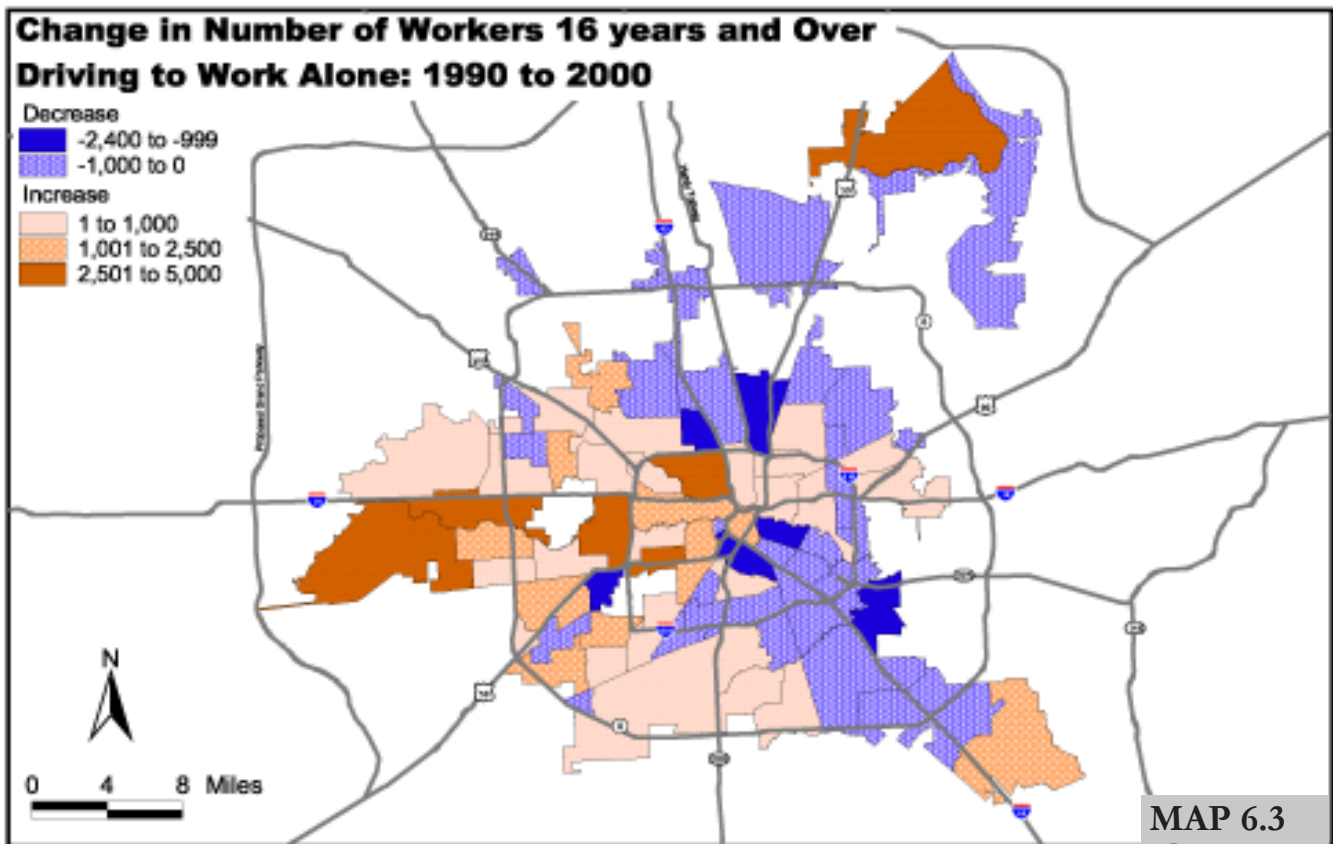 Change in Number of Workers 16 years and Over
Driving to Work Alone: 1990 to 2000
Decrease
-2,400 to -999
-1,000 to 0
Increase
1 to 1,000
1,001 to 2,500
2,501 to 5,000
N
0 4 8 Miles
MAP 6.3